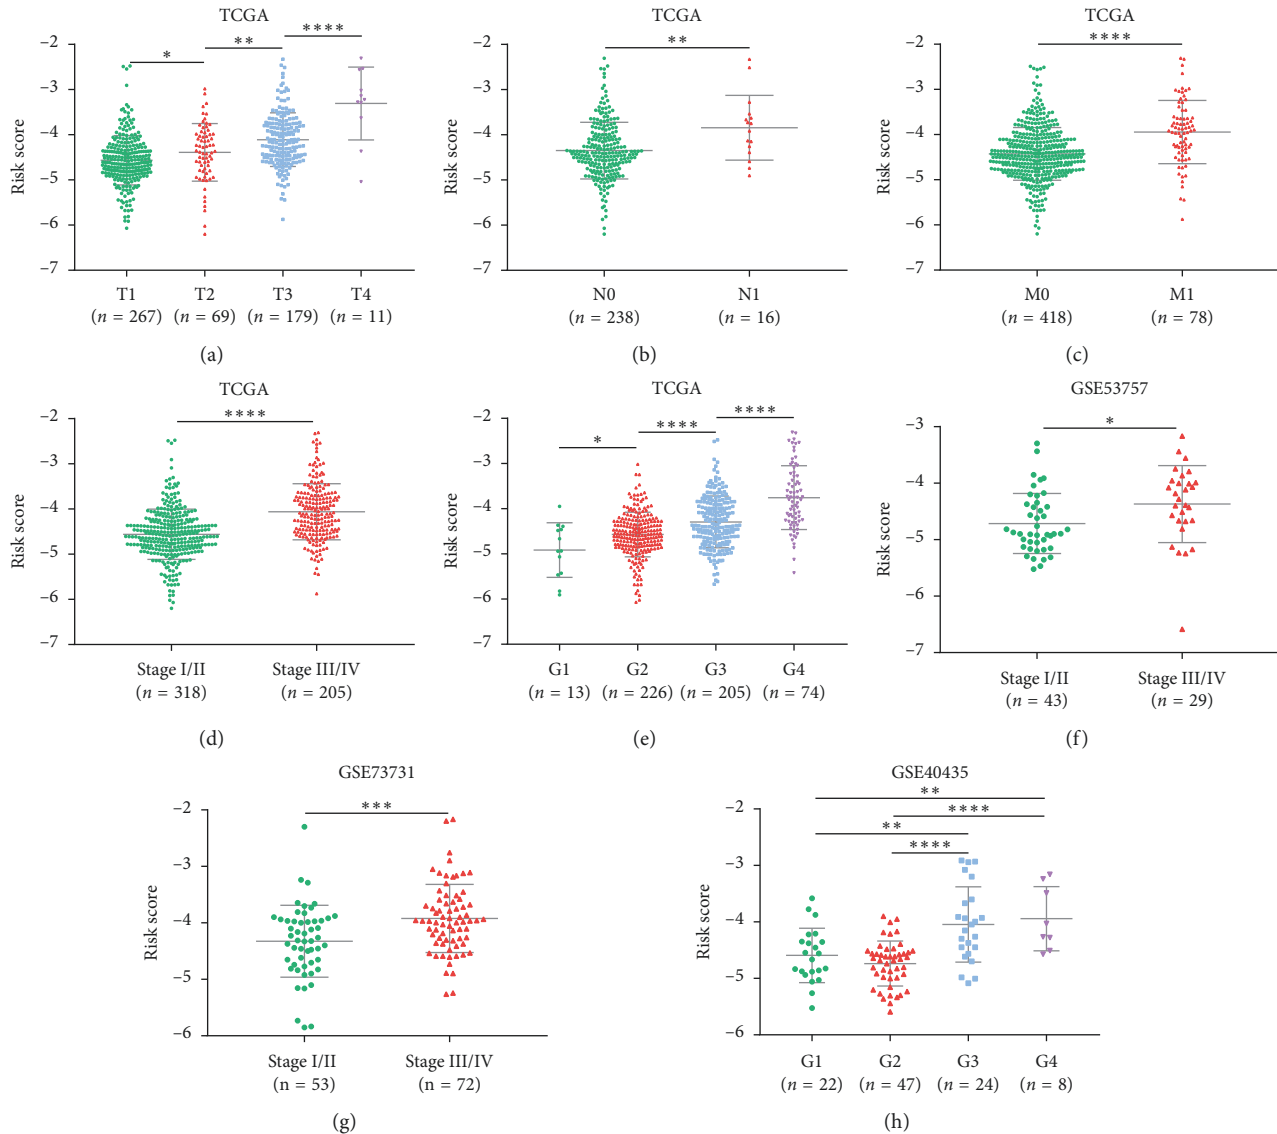 TCGA
* ** ****
Risk score
−2
−3
−4
−5
−6
−7
T1 T2 T3 T4
(n = 267) (n = 69) (n = 179) (n = 11)
(a)
TCGA
**
Risk score
−2
−3
−4
−5
−6
−7
N0 N1
(n = 238) (n = 16)
(b)
TCGA
****
Risk score
−2
−3
−4
−5
−6
−7
M0 M1
(n = 418) (n = 78)
(c)
TCGA
****
Risk score
−2
−3
−4
−5
−6
−7
Stage I/II Stage III/IV
(n = 318) (n = 205)
(d)
TCGA
* **** ****
Risk score
−2
−3
−4
−5
−6
−7
G1 G2 G3 G4
(n = 13) (n = 226) (n = 205) (n = 74)
(e)
GSE53757
*
Risk score
−3
−4
−5
−6
−7
Stage I/II Stage III/IV
(n = 43) (n = 29)
(f)
GSE73731
***
Risk score
−2
−3
−4
−5
−6
Stage I/II Stage III/IV
(n = 53) (n = 72)
(g)
GSE40435
**
****
**
****
Risk score
−2
−3
−4
−5
−6
G1 G2 G3 G4
(n = 22) (n = 47) (n = 24) (n = 8)
(h)